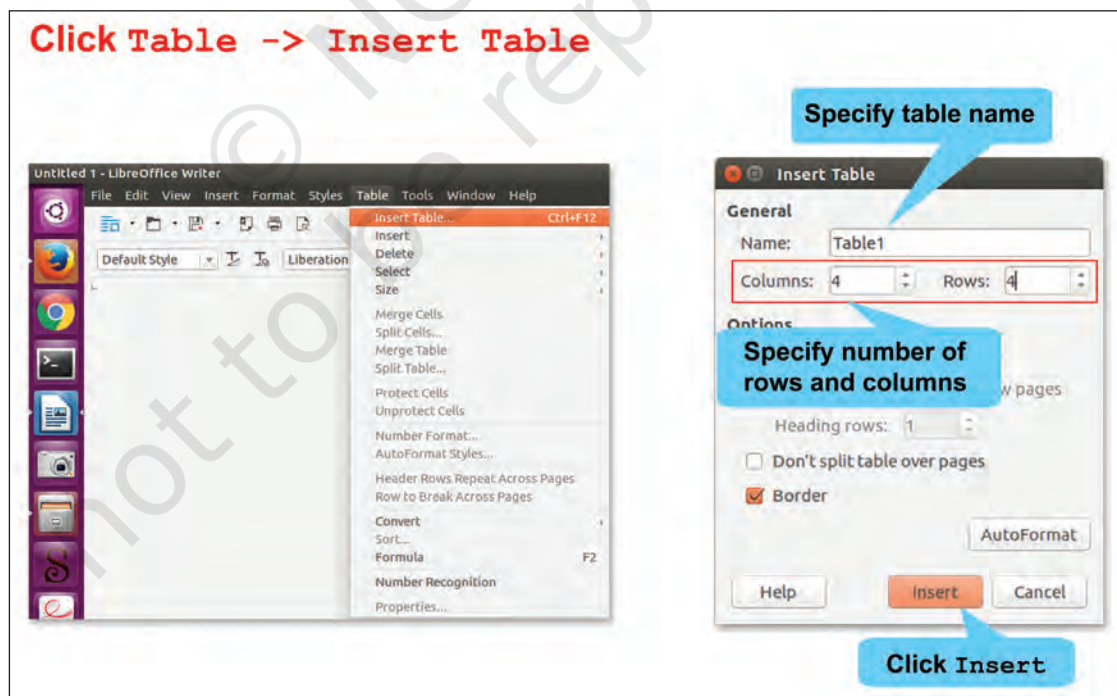 Click Table -> Insert Table
Untitled 1 - LibreOffice Writer
File Edit View Insert Format Styles Table Tools Window Help
Default Style
Liberation
Insert Table... Ctrl+F12
Insert
Delete
Select
Size
Merge Cells
Split Cells...
Merge Table
Split Table...
Protect Cells
Unprotect Cells
Number Format...
AutoFormat Styles...
Header Rows Repeat Across Pages
Row to Break Across Pages
Convert
Sort...
Formula F2
Number Recognition
Properties...
Specify table name
Insert Table
General
Name: Table1
Columns: 4 Rows: 4
Options
Specify number of
rows and columns
w pages
Heading rows: 1
Don't split table over pages
Border
AutoFormat
Help Insert Cancel
Click Insert
© N
not to be rep